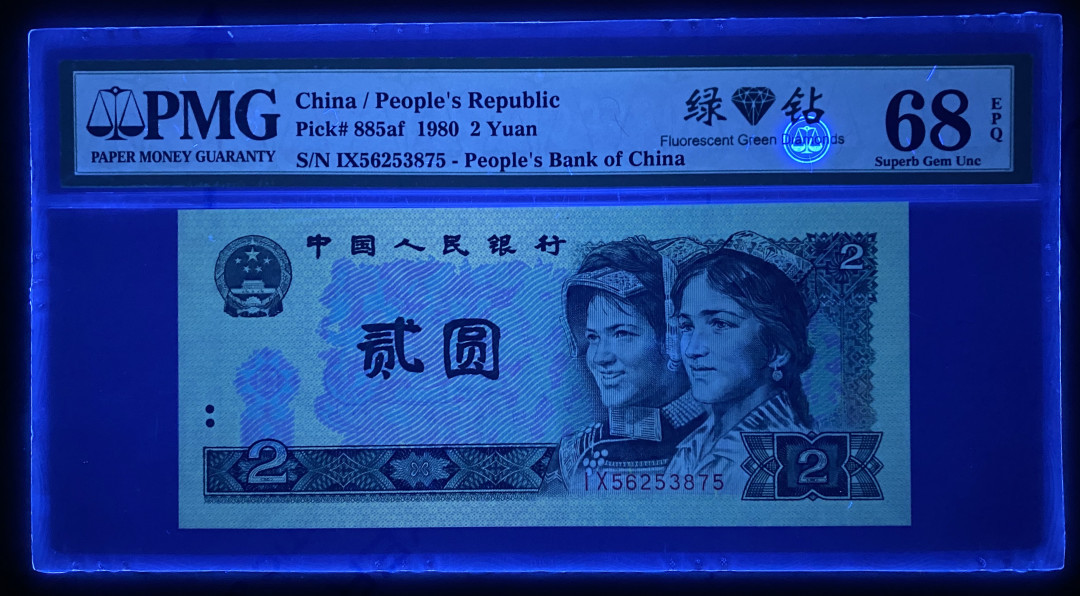 PMG
PAPER MONEY GUARANTY
China / People's Republic
Pick# 885af 1980 2 Yuan
S/N IX56253875 - People's Bank of China
绿 钻
Fluorescent Green Diamonds
68
EPQ
Superb Gem Unc
中国人民银行
2
贰圆
2
IX56253875
2